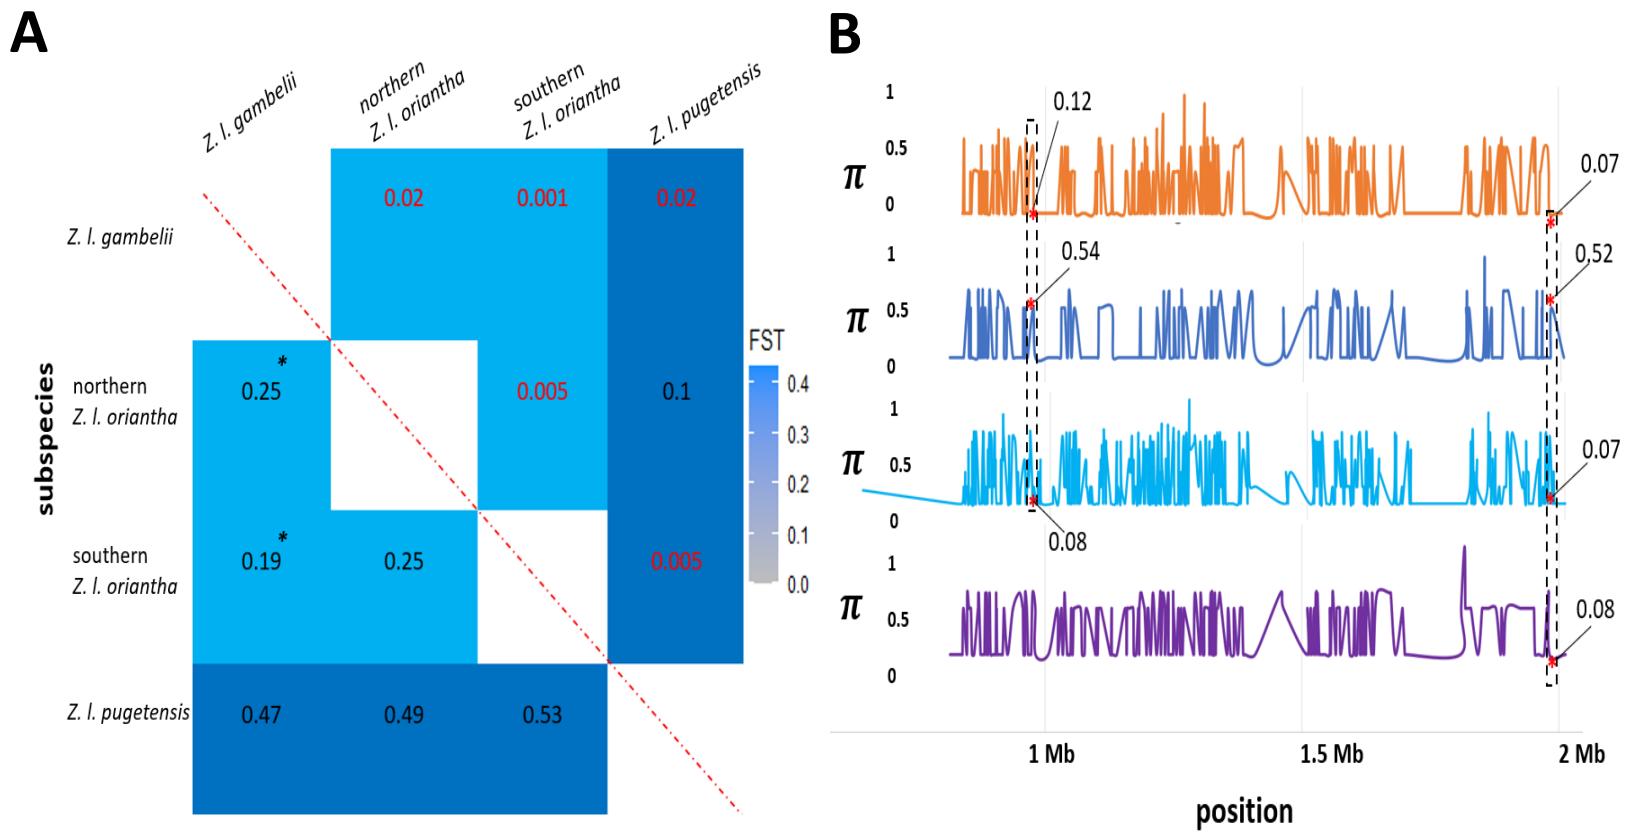 A
Z. l. gambelii
northern
Z. l. oriantha
southern
Z. l. oriantha
Z. l. pugetensis
subspecies
Z. l. gambelii
0.02
0.001
0.02
northern
Z. l. oriantha
0.25
*
0.005
0.1
southern
Z. l. oriantha
0.19
*
0.25
0.005
Z. l. pugetensis
0.47
0.49
0.53
FST
0.4
0.3
0.2
0.1
0.0
B
π
1
0.5
0
0.12
0.07
*
*
π
1
0.5
0
0.54
0.52
*
*
π
1
0.5
0
0.08
0.07
*
*
π
1
0.5
0
0.08
*
1 Mb
1.5 Mb
2 Mb
position